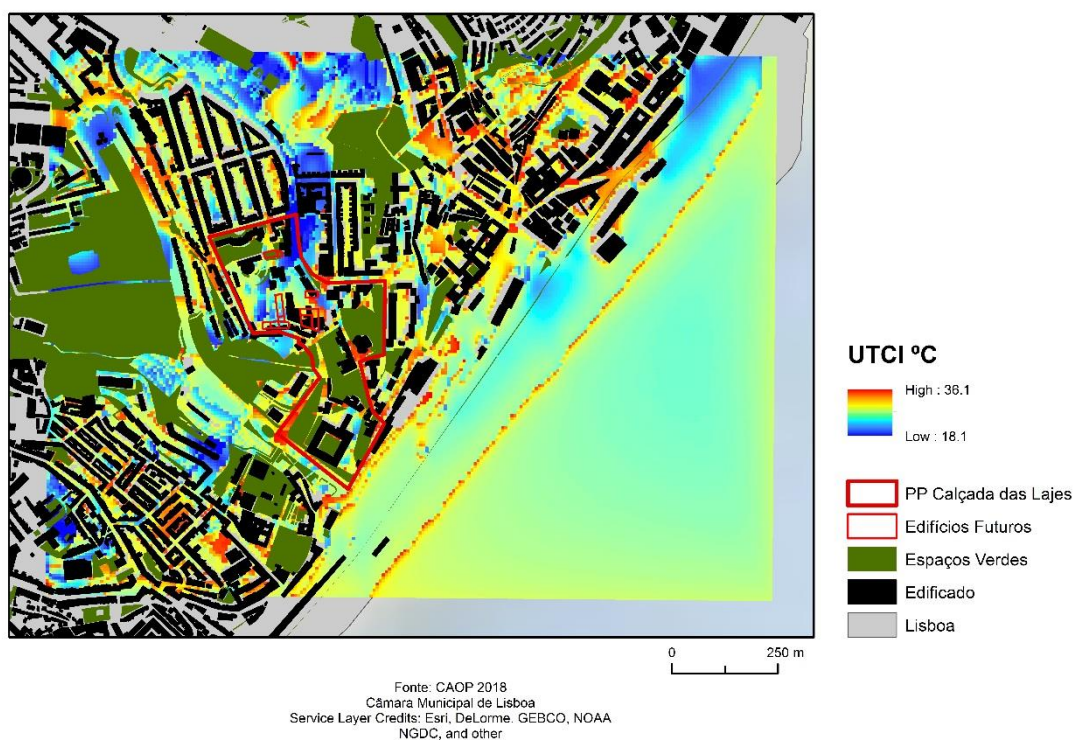 UTCI ºC
High : 36.1
Low : 18.1
PP Calçada das Lajes
Edifícios Futuros
Espaços Verdes
Edificado
Lisboa
0 250 m
Fonte: CAOP 2018
Câmara Municipal de Lisboa
Service Layer Credits: Esri, DeLorme. GEBCO, NOAA
NGDC, and other